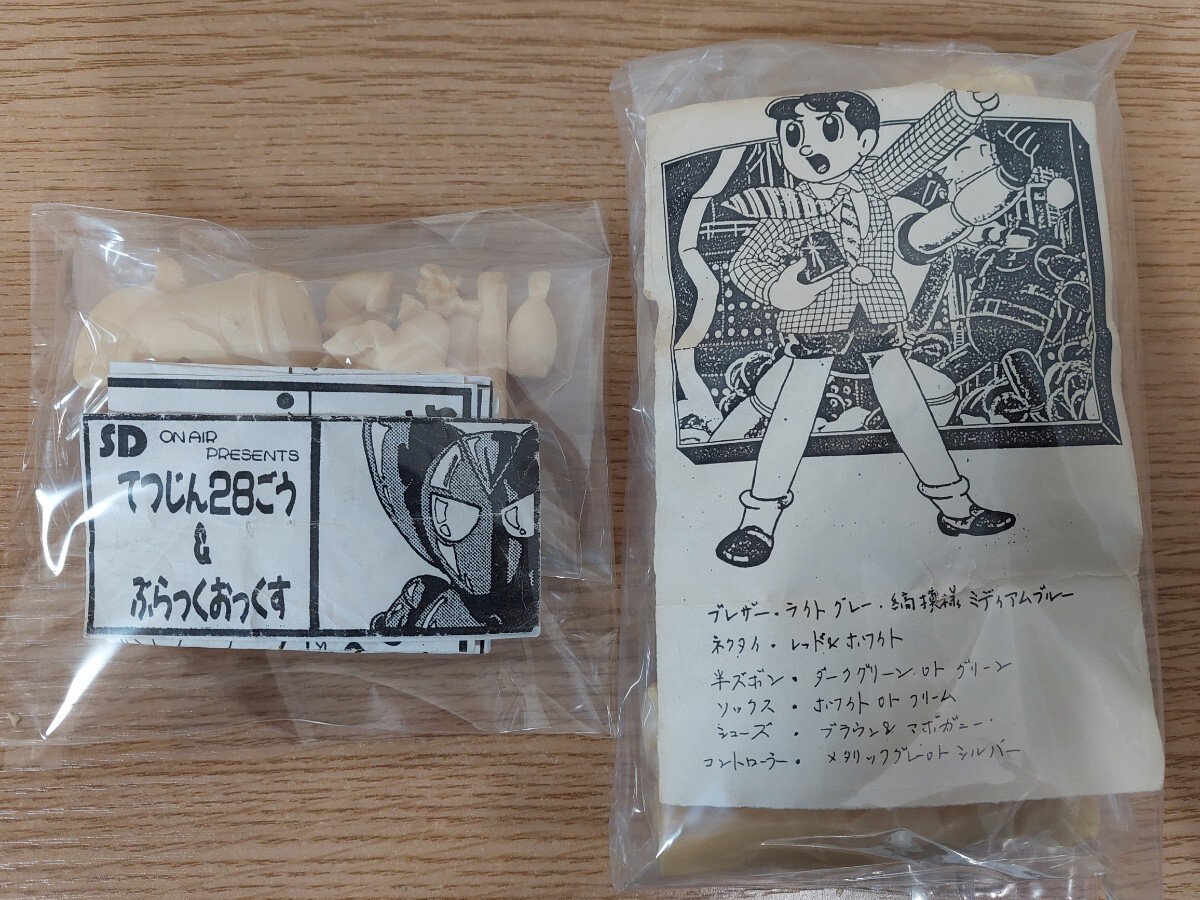 SD ON AIR
PRESENTS
てつじん28ごう
&
ぶらっくおっくす
ブレザー・ライトグレー・縞模様ミディアムブルー
ネクタイ・レッド&ホワイト
半ズボン・ダークグリーン or グリーン
ソックス・ホワイト or クリーム
シューズ・ブラウン&マホガニー
コントローラー・メタリックグレー or シルバー